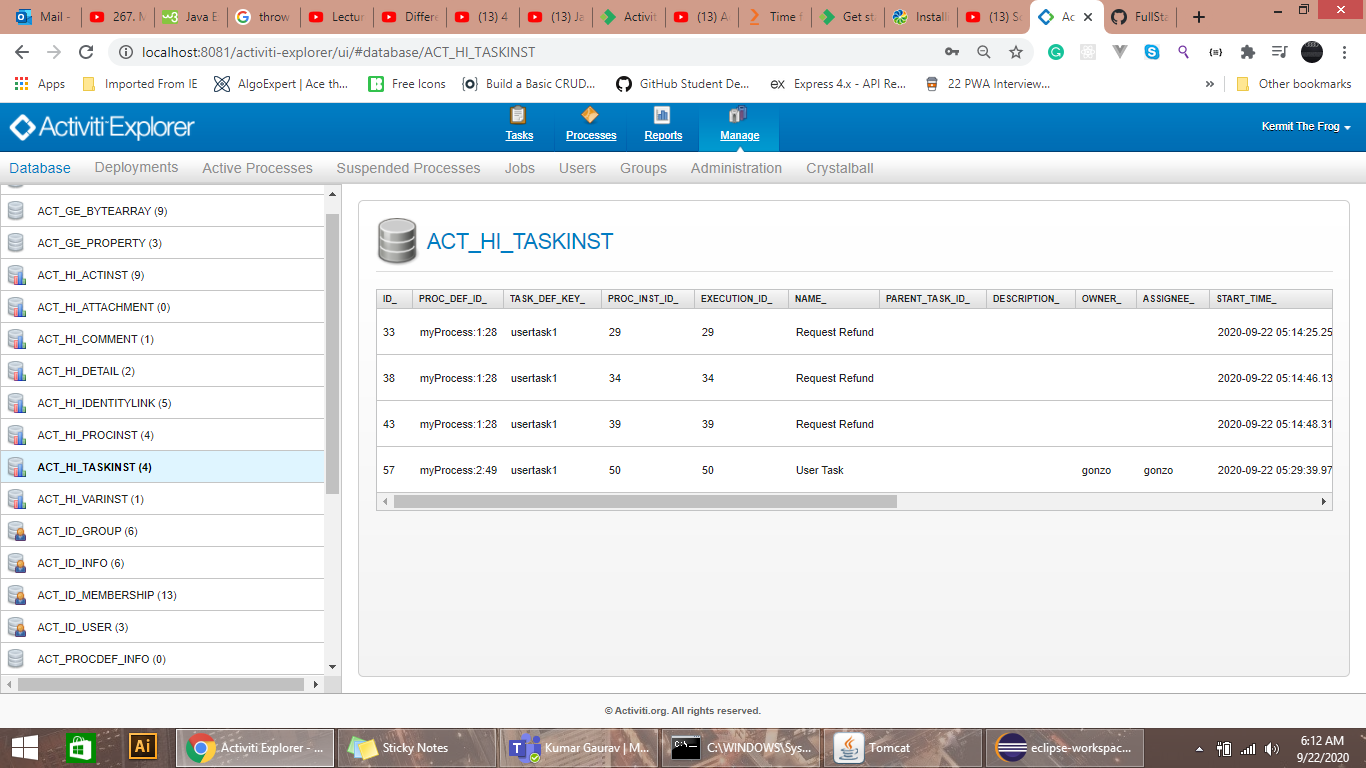 Mail -
267. M
Java E
throw
Lectur
Differe
(13) 4
(13) Ja
Activit
(13) A
Time f
Get sta
Installi
(13) So
Ac
FullSta
localhost:8081/activiti-explorer/ui/#database/ACT_HI_TASKINST
Apps
Imported From IE
AlgoExpert | Ace th...
Free Icons
Build a Basic CRUD...
GitHub Student De...
ex Express 4.x - API Re...
22 PWA Interview...
»
Other bookmarks
Activiti Explorer
Tasks
Processes
Reports
Manage
Kermit The Frog
Database Deployments Active Processes Suspended Processes Jobs Users Groups Administration Crystalball
ACT_GE_BYTEARRAY (9)
ACT_GE_PROPERTY (3)
ACT_HI_ACTINST (9)
ACT_HI_ATTACHMENT (0)
ACT_HI_COMMENT (1)
ACT_HI_DETAIL (2)
ACT_HI_IDENTITYLINK (5)
ACT_HI_PROCINST (4)
ACT_HI_TASKINST (4)
ACT_HI_VARINST (1)
ACT_ID_GROUP (6)
ACT_ID_INFO (6)
ACT_ID_MEMBERSHIP (13)
ACT_ID_USER (3)
ACT_PROCDEF_INFO (0)
ACT_HI_TASKINST
ID_ PROC_DEF_ID_ TASK_DEF_KEY_ PROC_INST_ID_ EXECUTION_ID_ NAME_ PARENT_TASK_ID_ DESCRIPTION_ OWNER_ ASSIGNEE_ START_TIME_
33 myProcess:1:28 usertask1 29 29 Request Refund 2020-09-22 05:14:25.25
38 myProcess:1:28 usertask1 34 34 Request Refund 2020-09-22 05:14:46.13
43 myProcess:1:28 usertask1 39 39 Request Refund 2020-09-22 05:14:48.31
57 myProcess:2:49 usertask1 50 50 User Task gonzo gonzo 2020-09-22 05:29:39.97
© Activiti.org. All rights reserved.
Ai
Activiti Explorer - ...
Sticky Notes
Kumar Gaurav | M...
C:\WINDOWS\Sys...
Tomcat
eclipse-workspac...
6:12 AM
9/22/2020